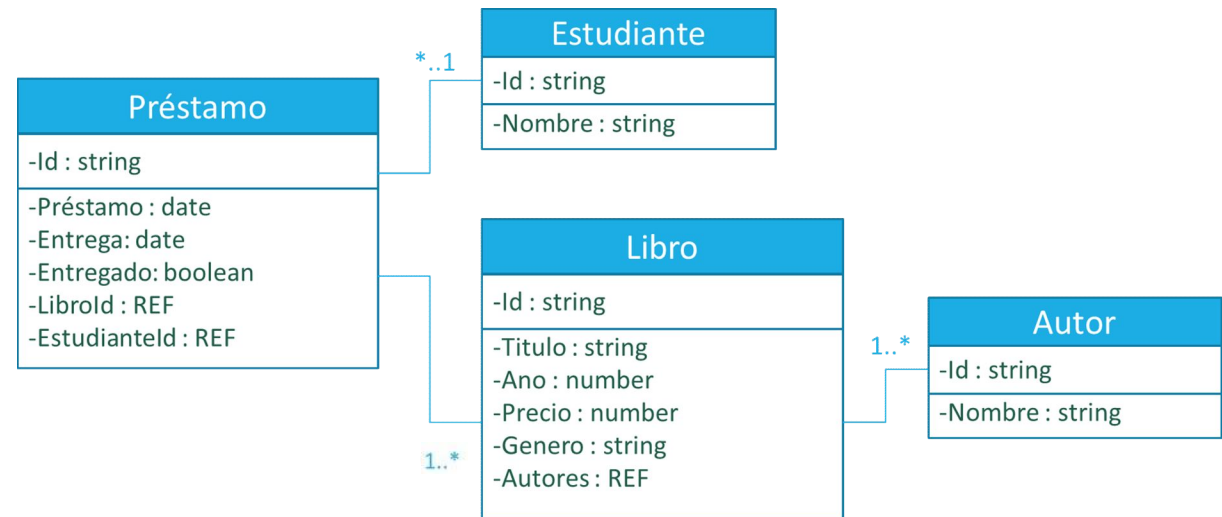 Préstamo
-Id : string
-Préstamo : date
-Entrega: date
-Entregado: boolean
-LibroId : REF
-EstudianteId : REF
*..1
Estudiante
-Id : string
-Nombre : string
1..*
Libro
-Id : string
-Titulo : string
-Ano : number
-Precio : number
-Genero : string
-Autores : REF
1..*
Autor
-Id : string
-Nombre : string